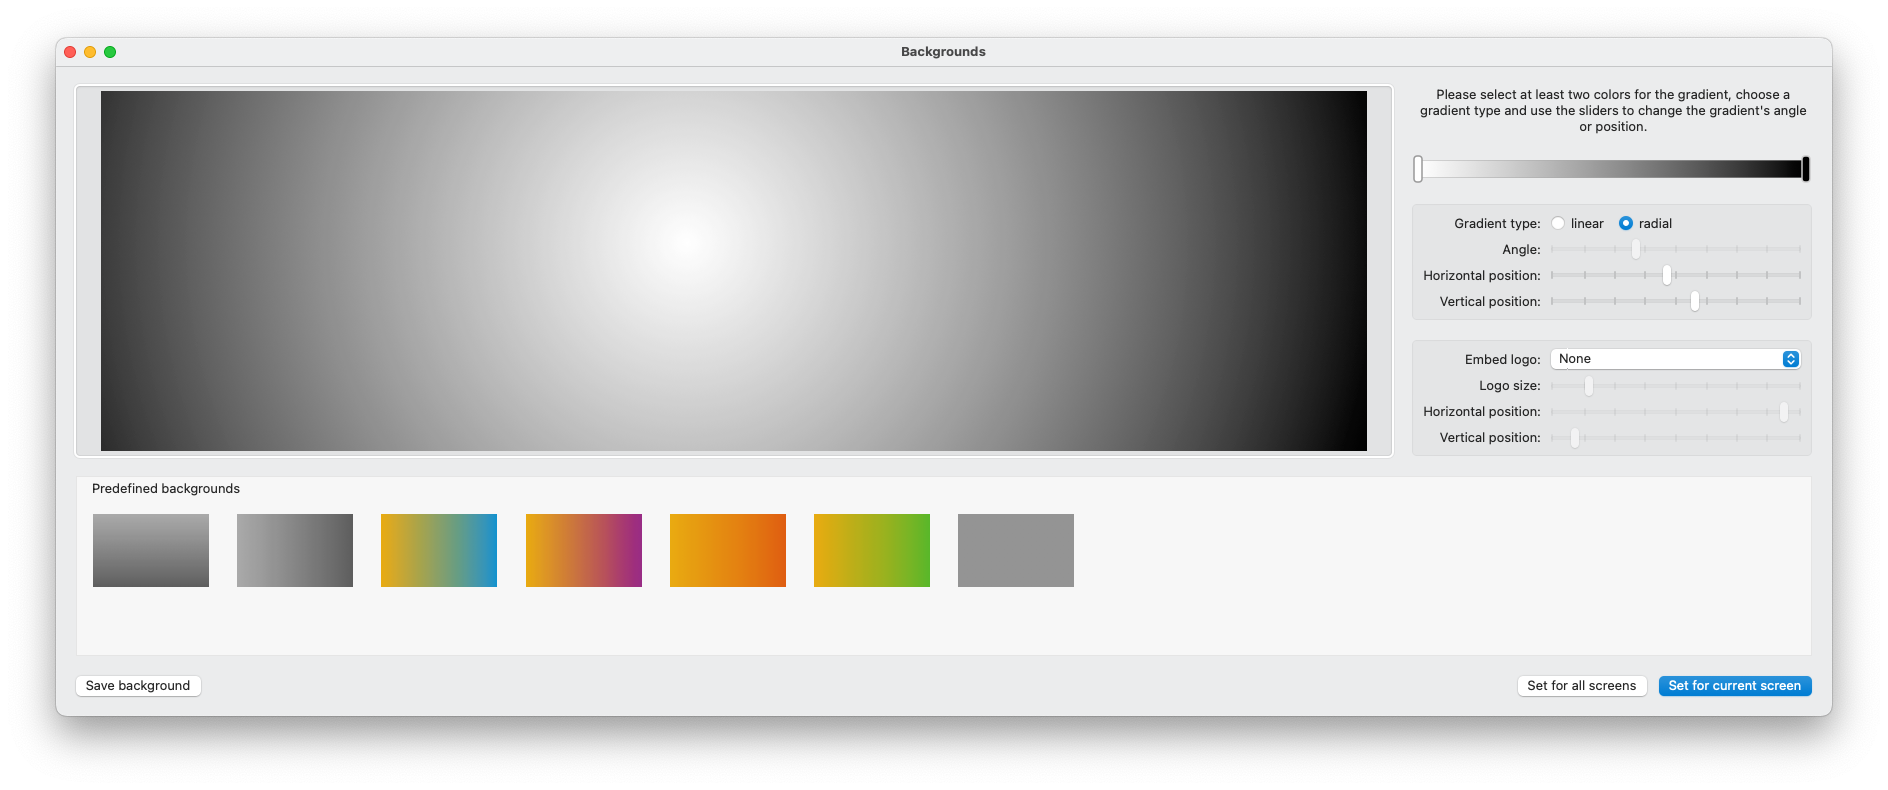 Backgrounds
Please select at least two colors for the gradient, choose a
gradient type and use the sliders to change the gradient's angle
or position.
Gradient type: linear radial
Angle:
Horizontal position:
Vertical position:
Embed logo: None
Logo size:
Horizontal position:
Vertical position:
Predefined backgrounds
Save background Set for all screens Set for current screen